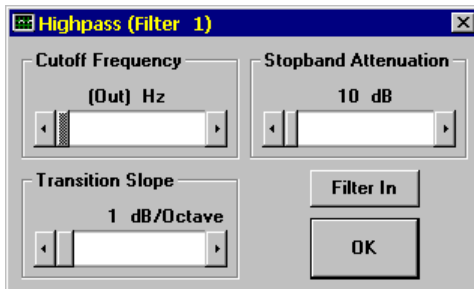 Highpass (Filter 1)
Cutoff Frequency
(Out) Hz
Stopband Attenuation
10 dB
Transition Slope
1 dB/Octave
Filter In
OK